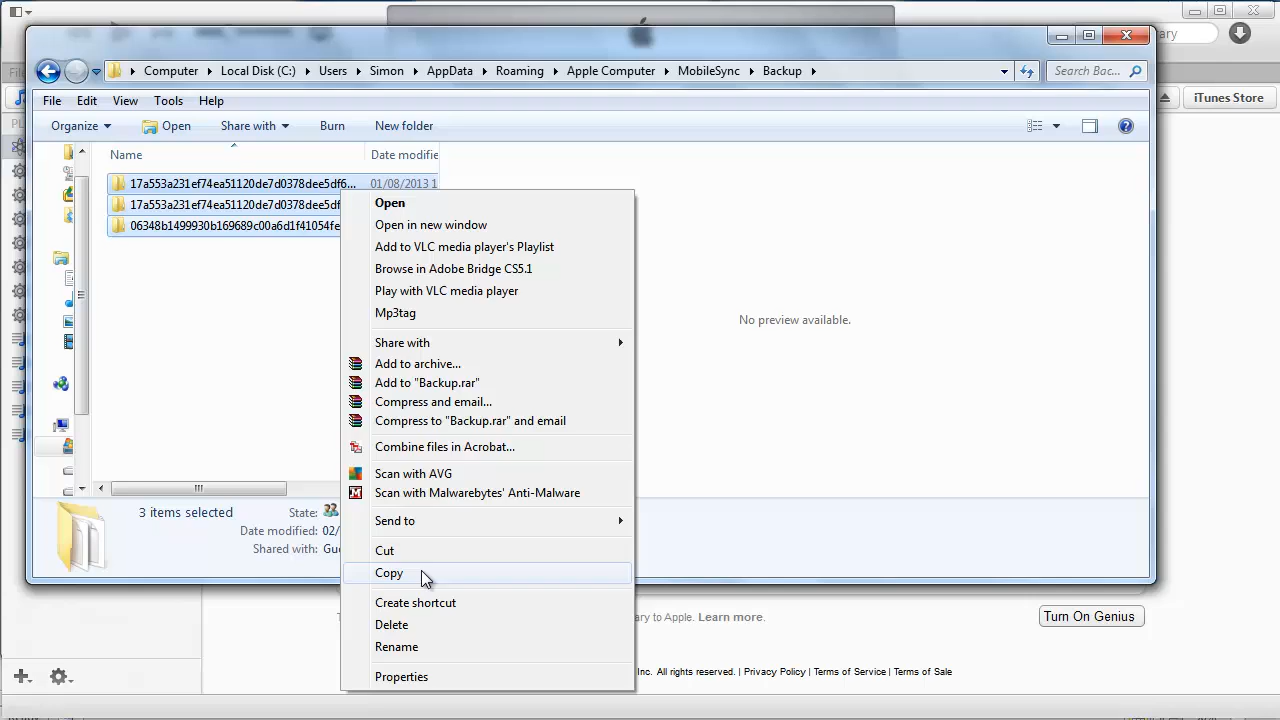 Computer Local Disk (C:) Users Simon AppData Roaming Apple Computer MobileSync Backup Search Bac...
File Edit View Tools Help
Organize Open Share with Burn New folder
iTunes Store
Name Date modifie
17a553a231ef74ea51120de7d0378dee5df6... 01/08/2013 1
17a553a231ef74ea51120de7d0378dee5df
06348b1499930b169689c00a6d1f41054fe
Open
Open in new window
Add to VLC media player's Playlist
Browse in Adobe Bridge CS5.1
Play with VLC media player
Mp3tag
Share with
Add to archive...
Add to "Backup.rar"
Compress and email...
Compress to "Backup.rar" and email
Combine files in Acrobat...
Scan with AVG
Scan with Malwarebytes' Anti-Malware
Send to
Cut
Copy
Create shortcut
Delete
Rename
Properties
No preview available.
3 items selected State:
Date modified: 02/
Shared with: Gue
rary to Apple. Learn more. Turn On Genius
Inc. All rights reserved. | Privacy Policy | Terms of Service | Terms of Sale